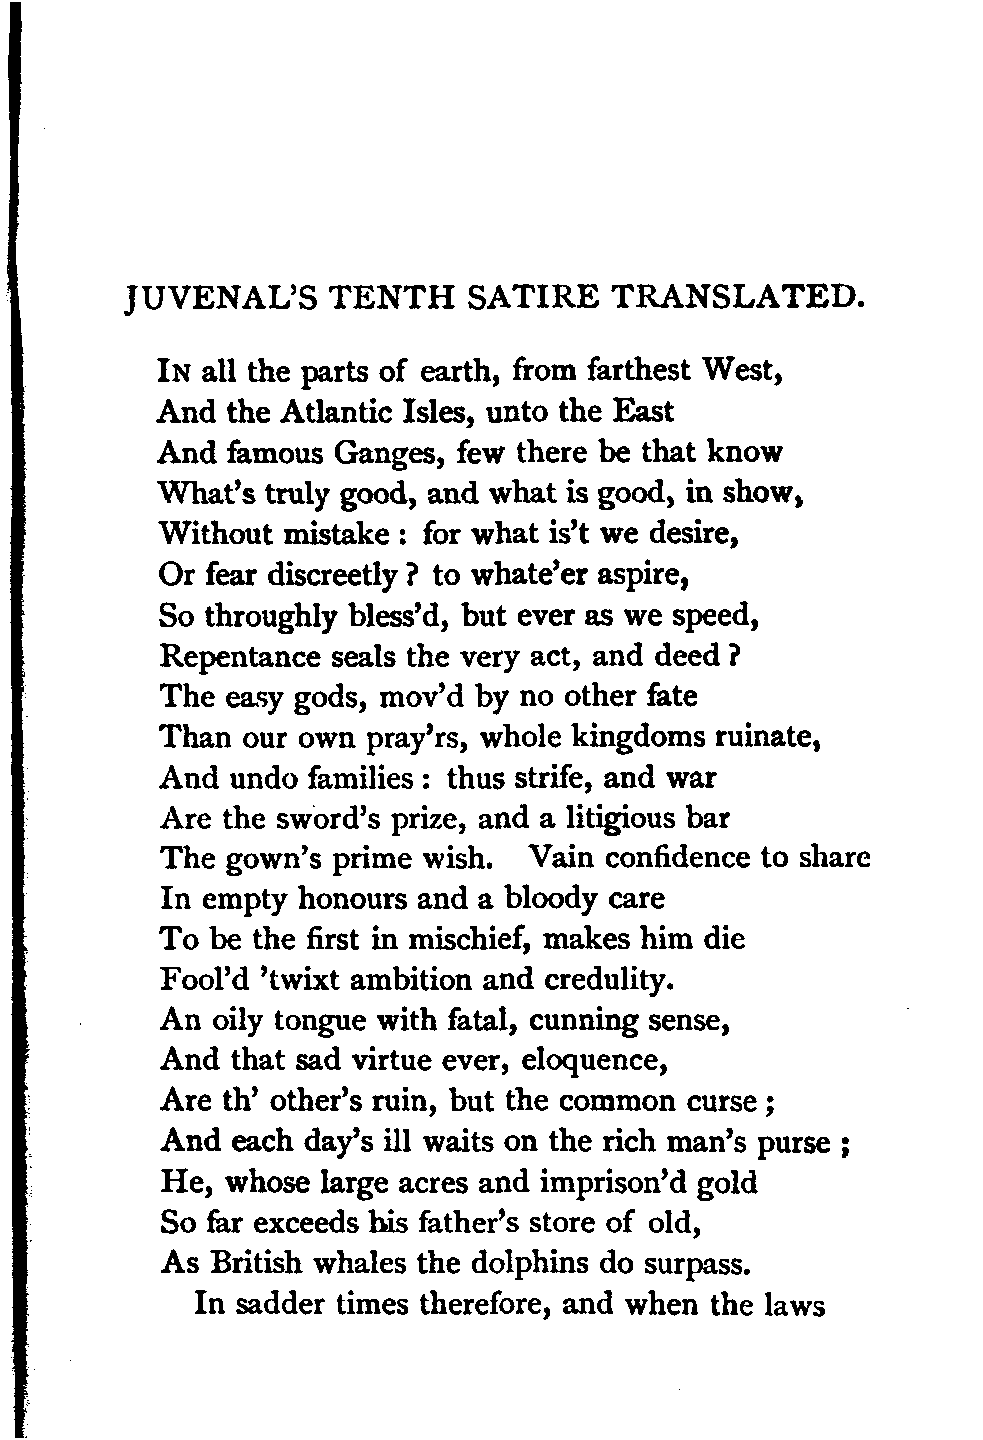 JUVENAL'S TENTH SATIRE TRANSLATED.
IN all the parts of earth, from farthest West,
And the Atlantic Isles, unto the East
And famous Ganges, few there be that know
What's truly good, and what is good, in show,
Without mistake : for what is't we desire,
Or fear discreetly ? to whate'er aspire,
So throughly bless'd, but ever as we speed,
Repentance seals the very act, and deed ?
The easy gods, mov'd by no other fate
Than our own pray'rs, whole kingdoms ruinate,
And undo families : thus strife, and war
Are the sword's prize, and a litigious bar
The gown's prime wish. Vain confidence to share
In empty honours and a bloody care
To be the first in mischief, makes him die
Fool'd 'twixt ambition and credulity.
An oily tongue with fatal, cunning sense,
And that sad virtue ever, eloquence,
Are th' other's ruin, but the common curse ;
And each day's ill waits on the rich man's purse ;
He, whose large acres and imprison'd gold
So far exceeds his father's store of old,
As British whales the dolphins do surpass.
In sadder times therefore, and when the laws